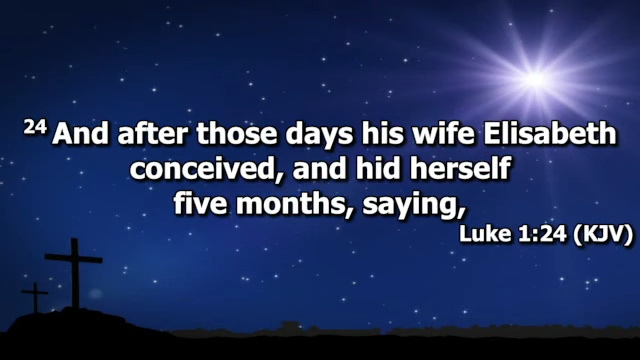 24 And after those days his wife Elisabeth
conceived, and hid herself
five months, saying,
Luke 1:24 (KJV)